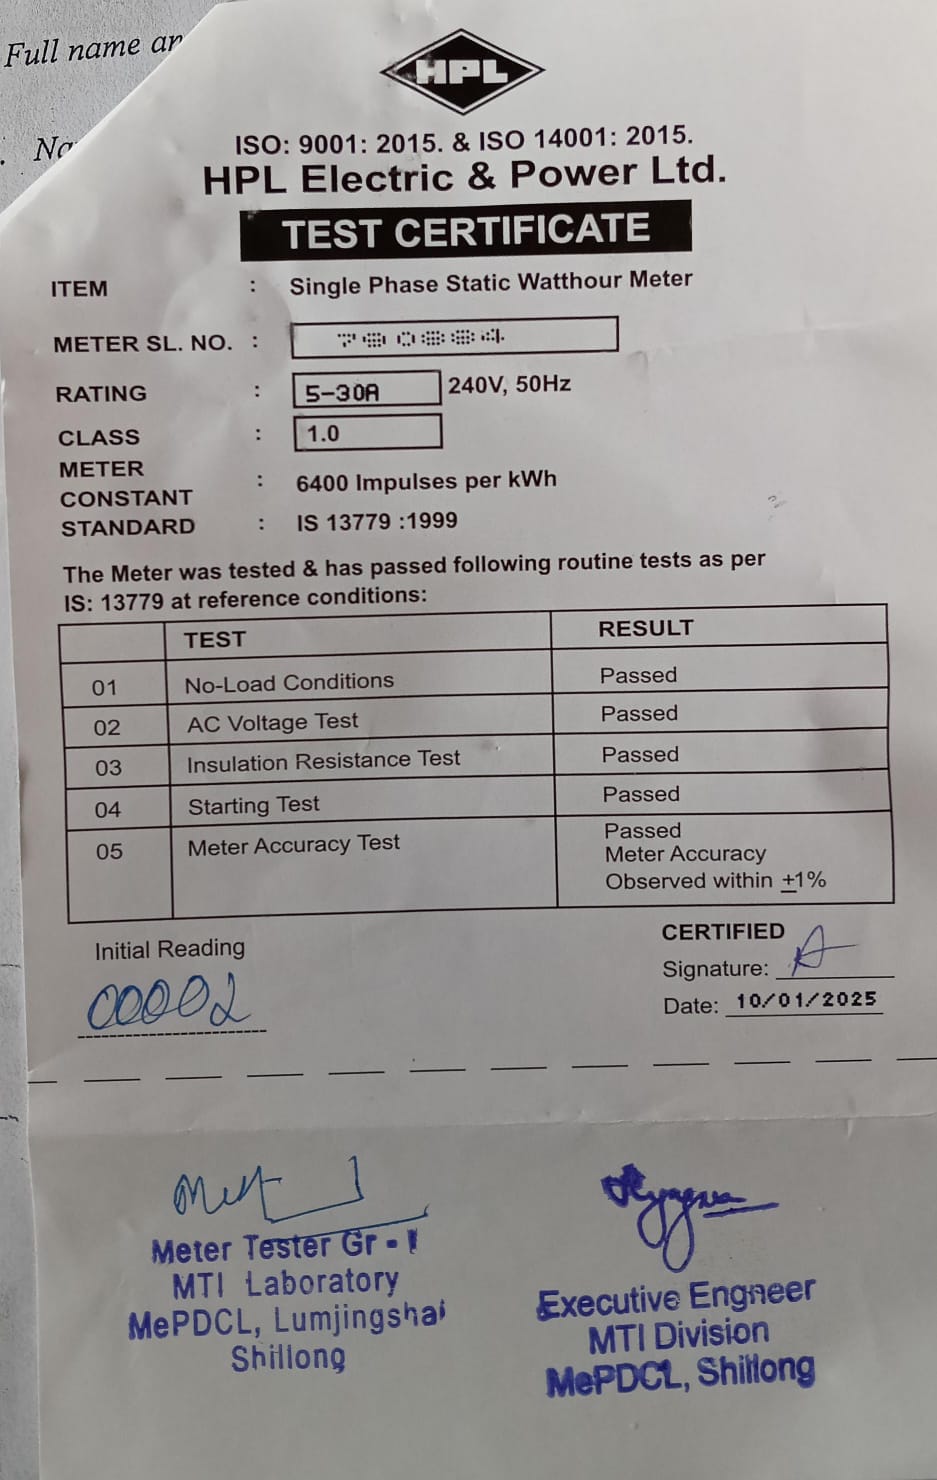 Full name
HPL
ISO: 9001: 2015. & ISO 14001: 2015.
HPL Electric & Power Ltd.
TEST CERTIFICATE
ITEM : Single Phase Static Watthour Meter
METER SL. NO. :
RATING : 5-30A 240V, 50Hz
CLASS : 1.0
METER
CONSTANT : 6400 Impulses per kWh
STANDARD : IS 13779 :1999
The Meter was tested & has passed following routine tests as per
IS: 13779 at reference conditions:
TEST RESULT
01 No-Load Conditions Passed
02 AC Voltage Test Passed
03 Insulation Resistance Test Passed
04 Starting Test Passed
05 Meter Accuracy Test Passed
Meter Accuracy
Observed within ±1%
Initial Reading
00002
CERTIFIED
Signature:
Date: 10/01/2025
Meter Tester Gr - I
MTI Laboratory
MePDCL, Lumjingshai
Shillong
Executive Engneer
MTI Division
MePDCL, Shillong